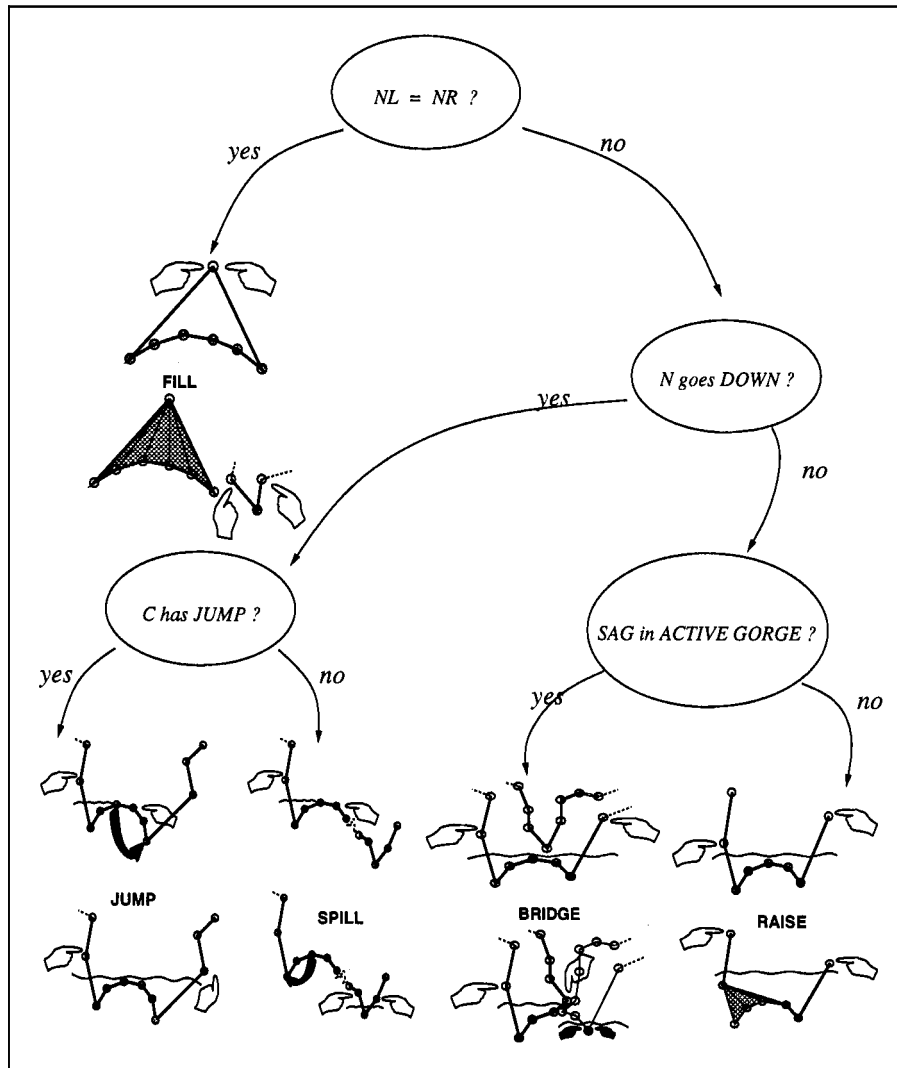 NL = NR ?
yes
no
FILL
N goes DOWN ?
yes
no
C has JUMP ?
SAG in ACTIVE GORGE ?
yes
no
yes
no
JUMP
SPILL
BRIDGE
RAISE